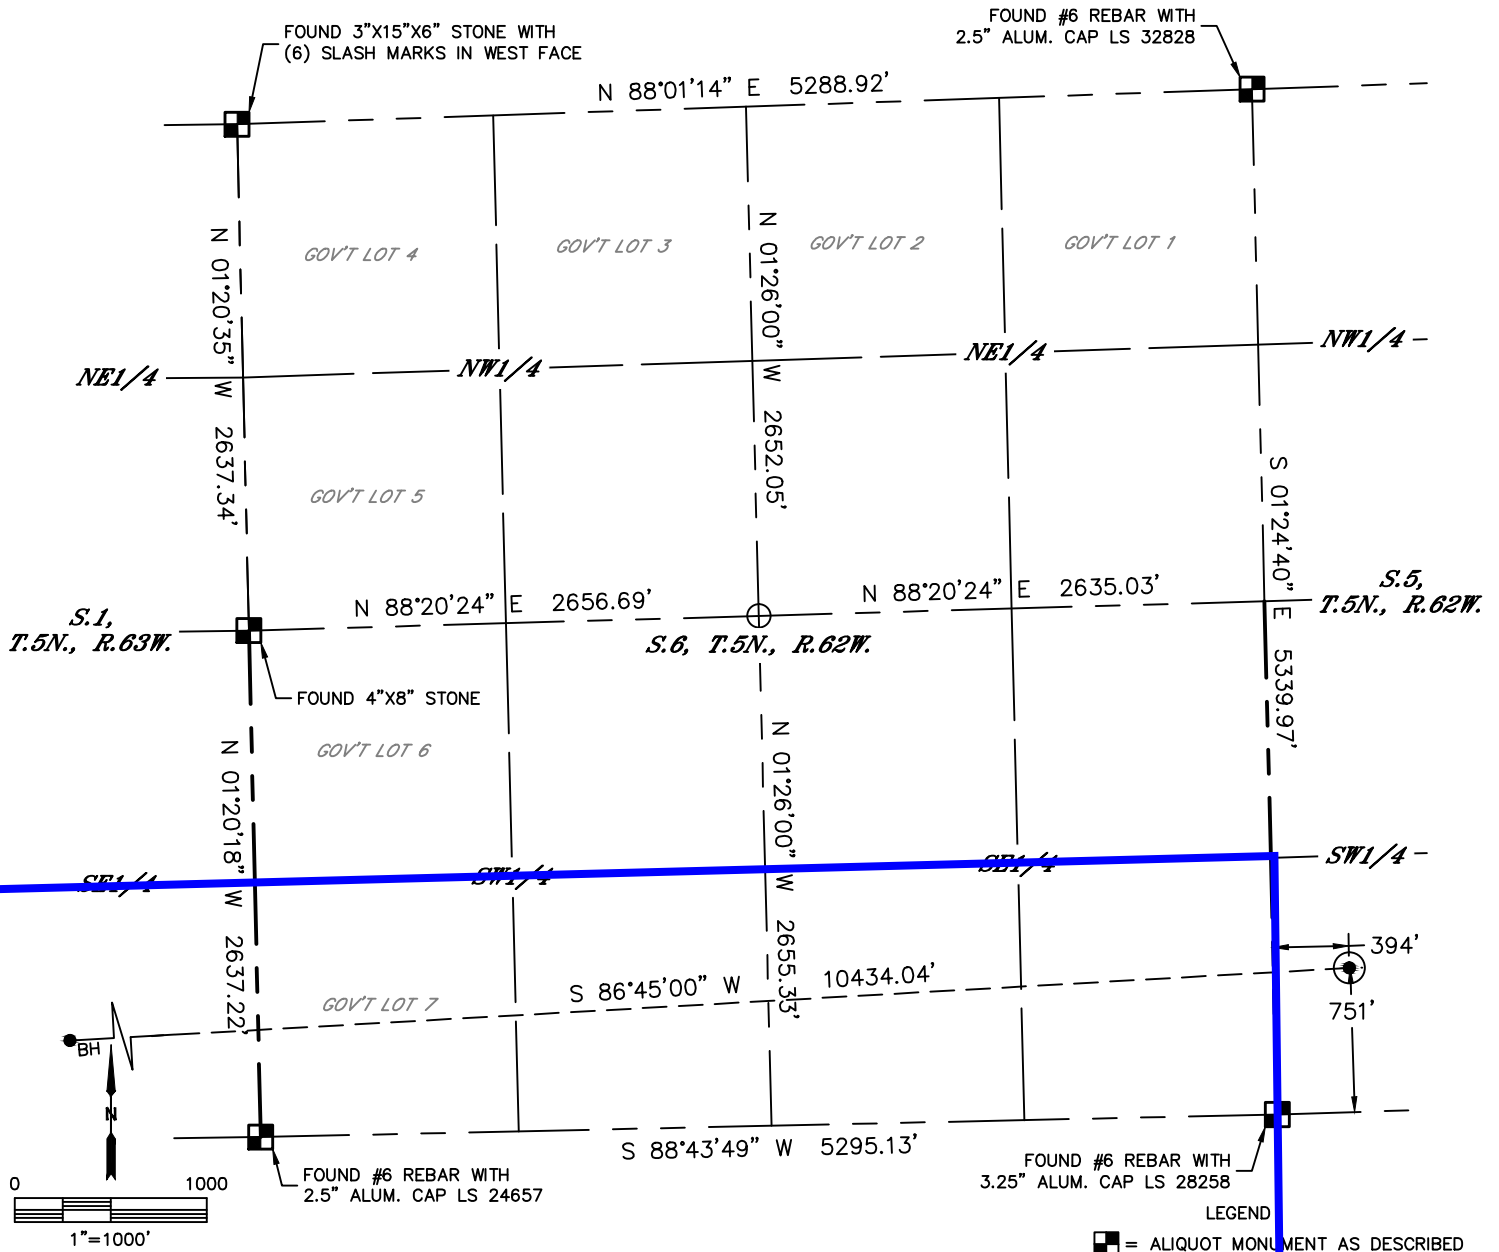 FOUND 3"X15"X6" STONE WITH
(6) SLASH MARKS IN WEST FACE
FOUND #6 REBAR WITH
2.5" ALUM. CAP LS 32828
N 88°01'14" E 5288.92'
GOV'T LOT 4
GOV'T LOT 3
GOV'T LOT 2
GOV'T LOT 1
N 01°20'35" W 2637.34'
N 01°26'00" W 2652.05'
S 01°24'40" E 5339.97'
NE1/4
NW1/4
NE1/4
NW1/4
GOV'T LOT 5
N 88°20'24" E 2656.69'
N 88°20'24" E 2635.03'
S.1,
T.5N., R.63W.
S.6, T.5N., R.62W.
S.5,
T.5N., R.62W.
FOUND 4"X8" STONE
GOV'T LOT 6
N 01°20'18" W 2637.22'
N 01°26'00" W 2655.33'
SE1/4
SW1/4
SE1/4
SW1/4
394'
S 86°45'00" W 10434.04'
GOV'T LOT 7
751'
BH
N
S 88°43'49" W 5295.13'
FOUND #6 REBAR WITH
2.5" ALUM. CAP LS 24657
FOUND #6 REBAR WITH
3.25" ALUM. CAP LS 28258
0 1000
1"=1000'
LEGEND
= ALIQUOT MONUMENT AS DESCRIBED